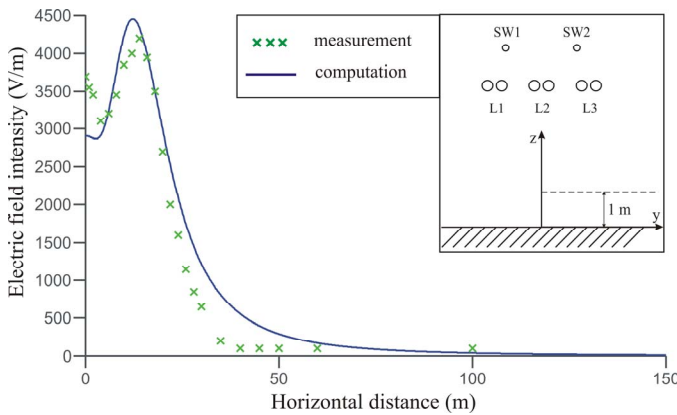 4500
4000
3500
3000
2500
2000
1500
1000
500
0
Electric field intensity (V/m)
0 50 100 150
Horizontal distance (m)
measurement
computation
SW1 SW2
L1 L2 L3
z
1 m
y